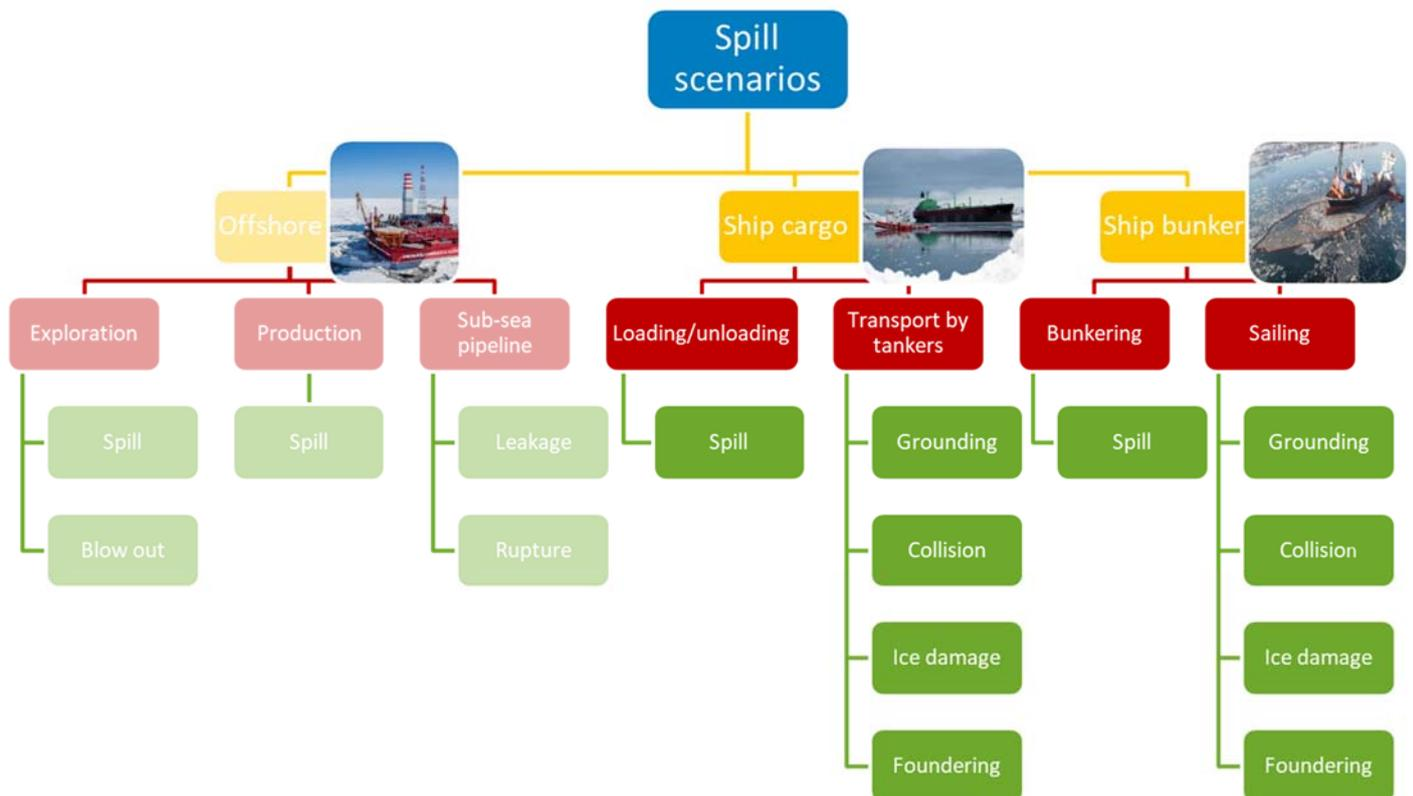 Spill
scenarios
Offshore
Ship cargo
Ship bunker
Exploration
Production
Sub-sea
pipeline
Loading/unloading
Transport by
tankers
Bunkering
Sailing
Spill
Spill
Leakage
Spill
Grounding
Spill
Grounding
Blow out
Rupture
Collision
Collision
Ice damage
Ice damage
Foundering
Foundering